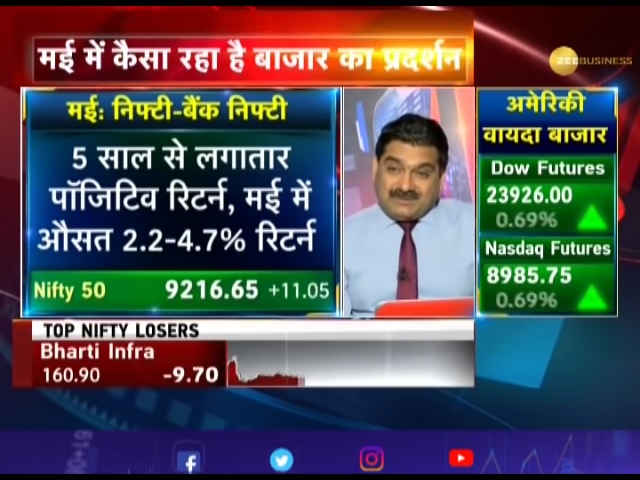 मई में कैसा रहा है बाजार का प्रदर्शन
ZEEBUSINESS
मई: निफ्टी-बैंक निफ्टी
5 साल से लगातार
पॉजिटिव रिटर्न, मई में
औसत 2.2-4.7% रिटर्न
Nifty 50 9216.65 +11.05
अमेरिकी
वायदा बाजार
Dow Futures
23926.00
0.69%
Nasdaq Futures
8985.75
0.69%
TOP NIFTY LOSERS
Bharti Infra
160.90 -9.70